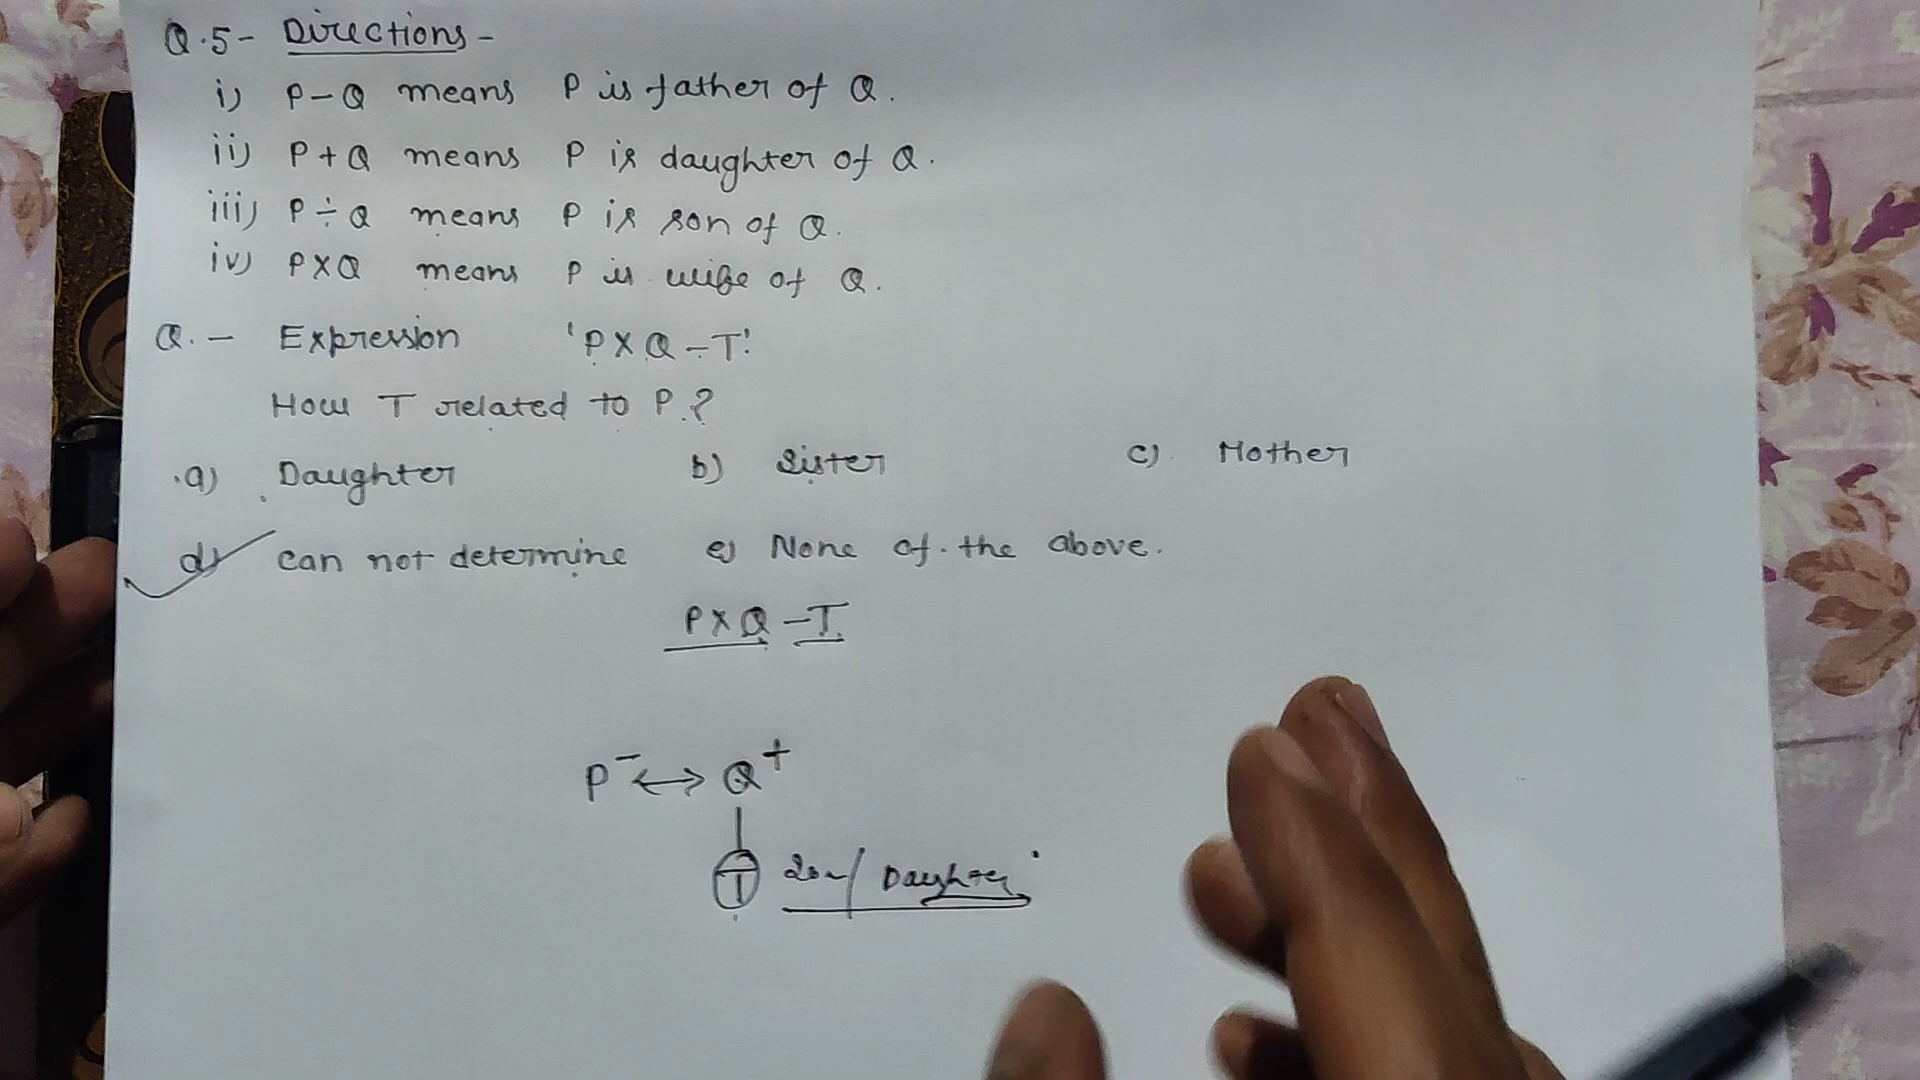 Q.5- Directions -
i) P-Q means P is father of Q.
ii) P+Q means P is daughter of Q.
iii) P÷Q means P is son of Q.
iv) P×Q means P is wife of Q.
Q.- Expression 'P×Q-T'
How T related to P.?
a) Daughter b) Sister c) Mother
d) can not determine e) None of the above.
P×Q-T
P⁻↔Q⁺
T son/Daughter